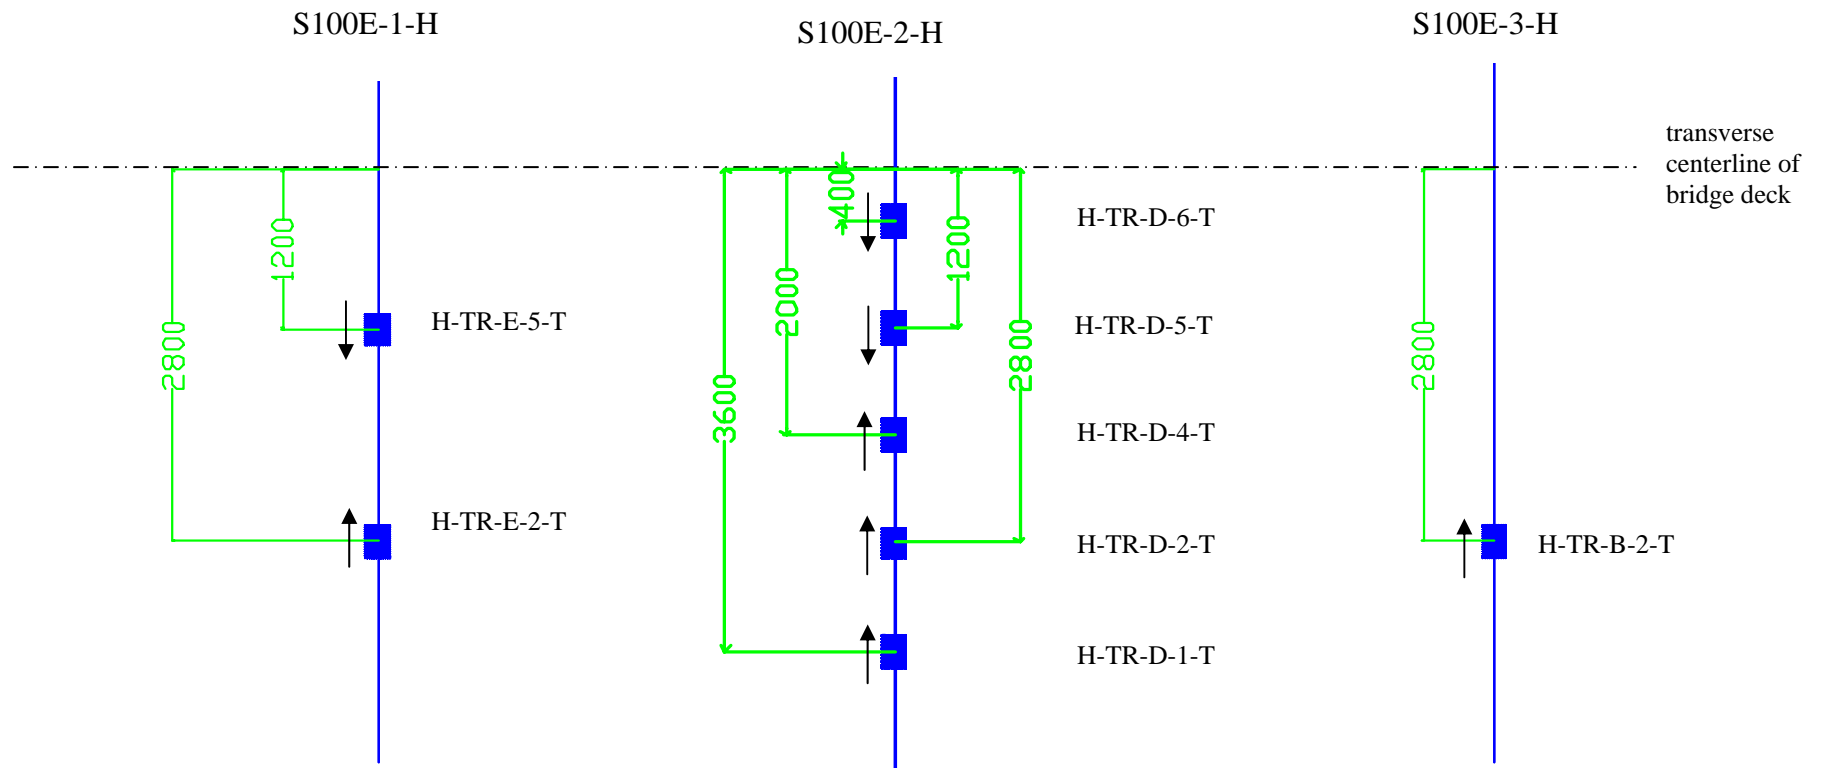 S100E-1-H
S100E-2-H
S100E-3-H
transverse
centerline of
bridge deck
400
H-TR-D-6-T
1200
1200
2000
H-TR-E-5-T
H-TR-D-5-T
2800
2800
2800
3600
H-TR-D-4-T
H-TR-E-2-T
H-TR-D-2-T
H-TR-B-2-T
H-TR-D-1-T